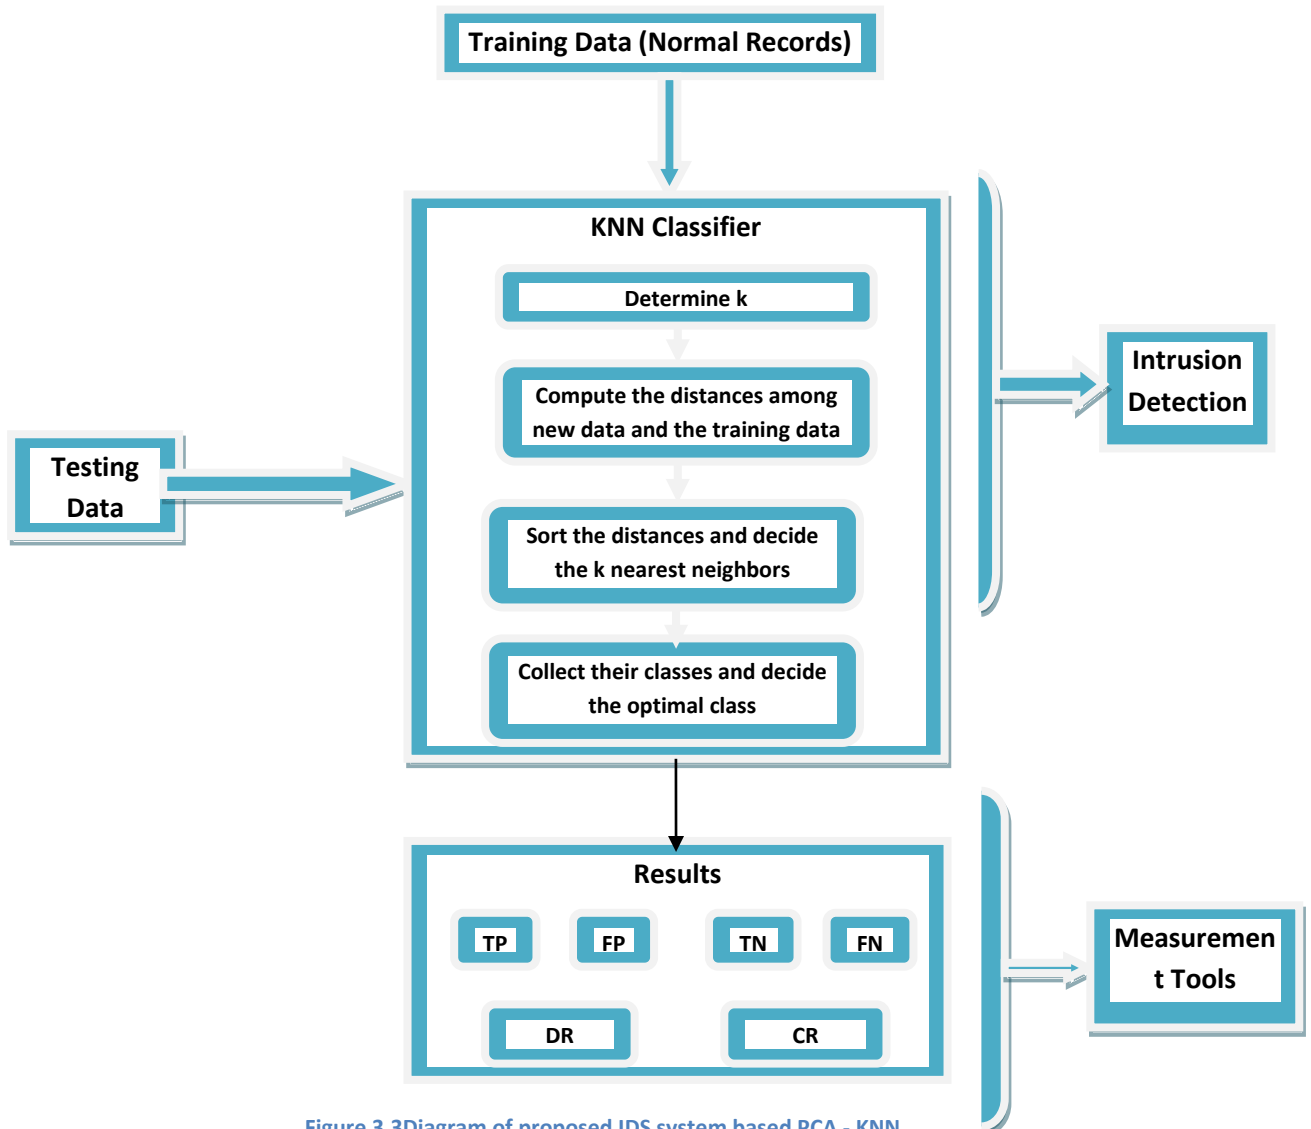 Training Data (Normal Records)
KNN Classifier
Determine k
Compute the distances among
new data and the training data
Sort the distances and decide
the k nearest neighbors
Collect their classes and decide
the optimal class
Intrusion
Detection
Testing
Data
Results
TP
FP
TN
FN
DR
CR
Measuremen
t Tools
Figure 3.3Diagram of proposed IDS system based PCA - KNN